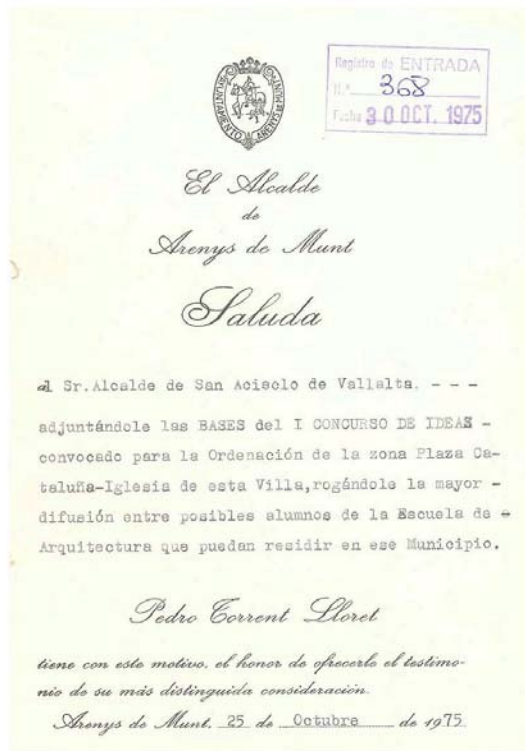 AYUNTAMIENTO ARENYS DE MUNT
Registro de ENTRADA
N.º 368
Fecha 30 OCT. 1975
El Alcalde
de
Arenys de Munt
Saluda
al Sr.Alcalde de San Acisclo de Vallalta. - - -
adjuntándole las BASES del I CONCURSO DE IDEAS -
convocado para la Ordenación de la zona Plaza Ca-
taluña-Iglesia de esta Villa,rogándole la mayor -
difusión entre posibles alumnos de la Escuela de -
Arquitectura que puedan residir en ese Municipio.
Pedro Torrent Lloret
tiene con este motivo, el honor de ofrecerle el testimo-
nio de su más distinguida consideración.
Arenys de Munt, 25 de Octubre de 1975